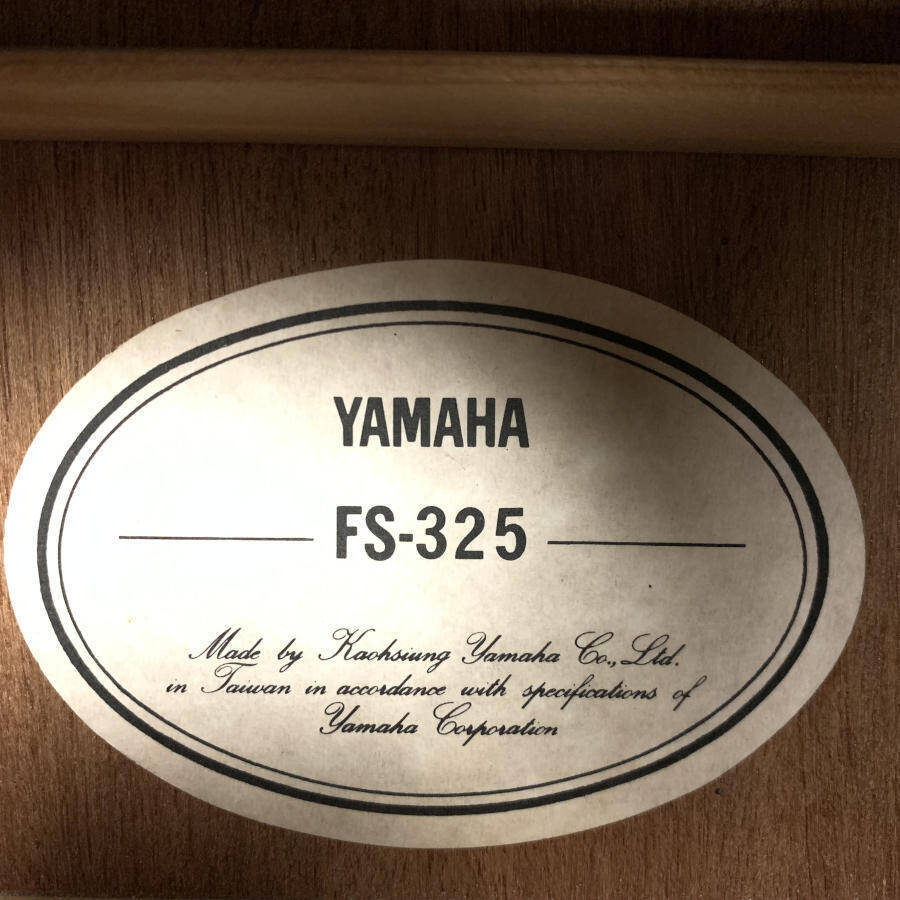 YAMAHA
FS-325
Made by Kaohsiung Yamaha Co., Ltd.
in Taiwan in accordance with specifications of
Yamaha Corporation